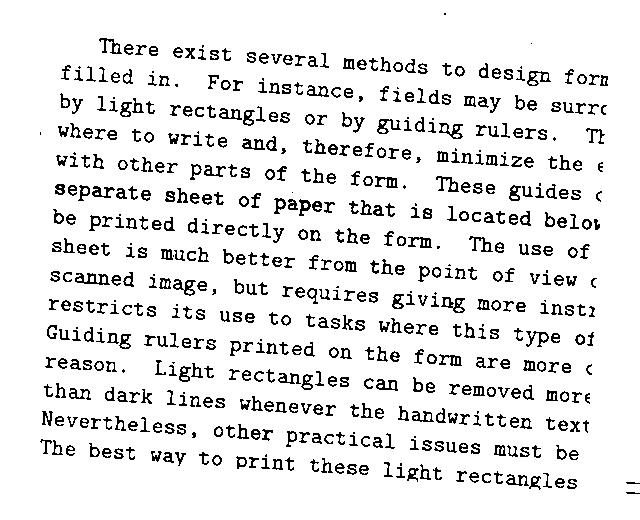 There exist several methods to design form
filled in. For instance, fields may be surro
by light rectangles or by guiding rulers. Th
where to write and, therefore, minimize the
with other parts of the form. These guides
separate sheet of paper that is located below
be printed directly on the form. The use of
sheet is much better from the point of view
scanned image, but requires giving more instr
restricts its use to tasks where this type of
Guiding rulers printed on the form are more
reason. Light rectangles can be removed more
than dark lines whenever the handwritten text
Nevertheless, other practical issues must be
The best way to print these light rectangles